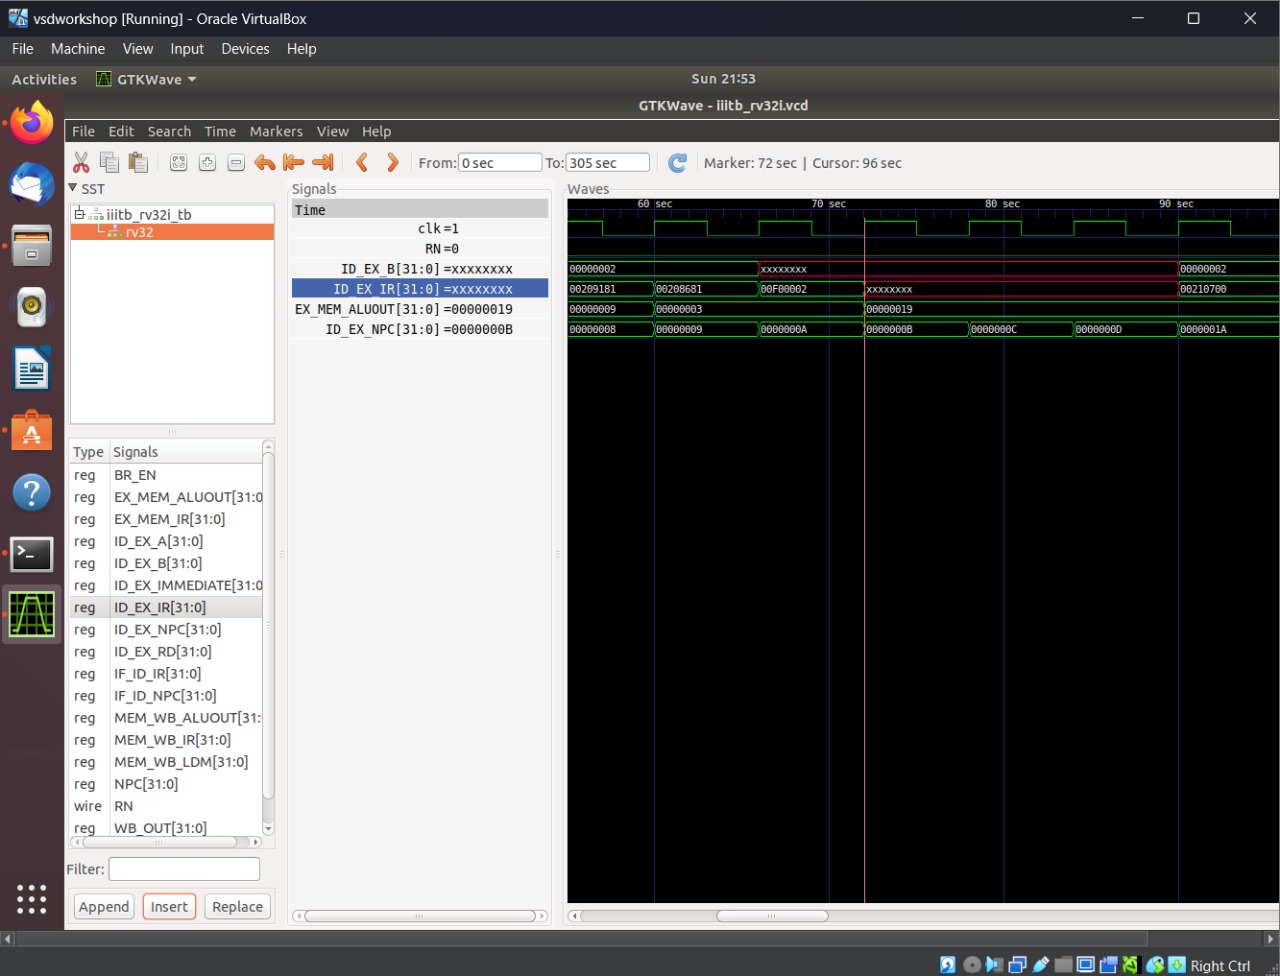 vsdworkshop [Running] - Oracle VirtualBox
File Machine View Input Devices Help
Activities GTKWave Sun 21:53
GTKWave - iiitb_rv32i.vcd
File Edit Search Time Markers View Help
From: 0 sec To: 305 sec Marker: 72 sec | Cursor: 96 sec
SST
iiitb_rv32i_tb
rv32
Type Signals
reg BR_EN
reg EX_MEM_ALUOUT[31:0
reg EX_MEM_IR[31:0]
reg ID_EX_A[31:0]
reg ID_EX_B[31:0]
reg ID_EX_IMMEDIATE[31:0
reg ID_EX_IR[31:0]
reg ID_EX_NPC[31:0]
reg ID_EX_RD[31:0]
reg IF_ID_IR[31:0]
reg IF_ID_NPC[31:0]
reg MEM_WB_ALUOUT[31:
reg MEM_WB_IR[31:0]
reg MEM_WB_LDM[31:0]
reg NPC[31:0]
wire RN
reg WB_OUT[31:0]
Filter:
Append Insert Replace
Signals
Time
clk =1
RN =0
ID_EX_B[31:0] =xxxxxxxx
ID_EX_IR[31:0] =xxxxxxxx
EX_MEM_ALUOUT[31:0] =00000019
ID_EX_NPC[31:0] =0000000B
Waves
60 sec 70 sec 80 sec 90 sec
00000002 xxxxxxxx 00000002
00209181 00208681 00F00002 xxxxxxxx 00210700
00000009 00000003 00000019
00000008 00000009 0000000A 0000000B 0000000C 0000000D 0000001A
Right Ctrl